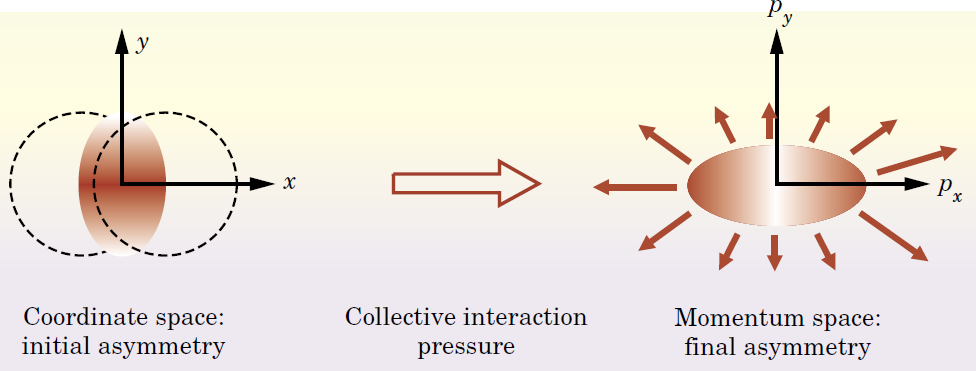 p_y
y
x
p_x
Coordinate space:
initial asymmetry
Collective interaction
pressure
Momentum space:
final asymmetry